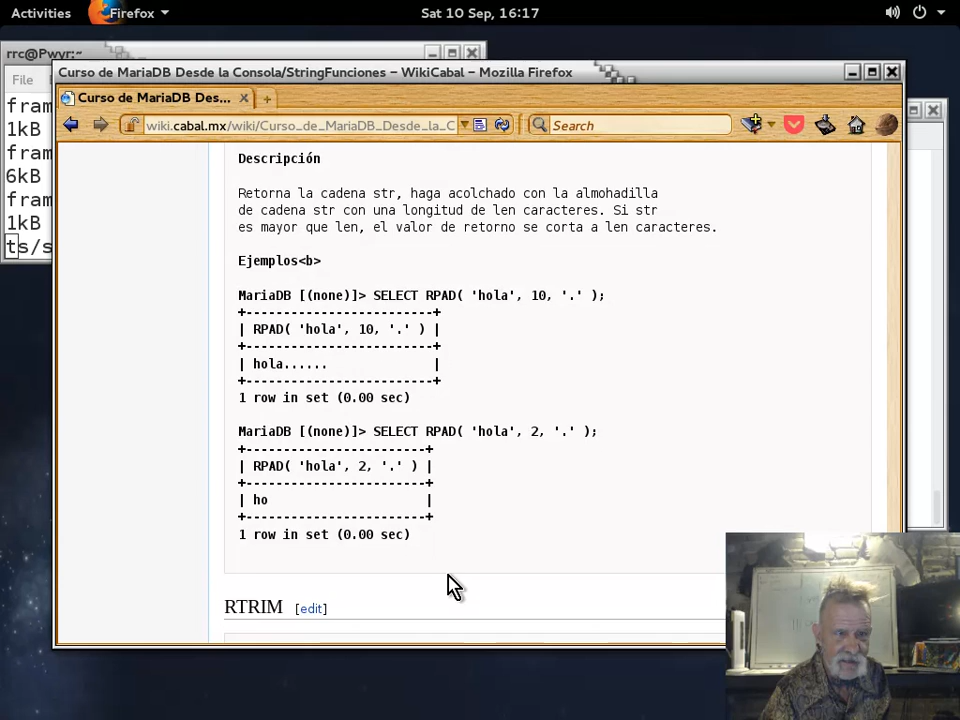 Activities Firefox Sat 10 Sep, 16:17
rrc@Pwyr:~
File
Curso de MariaDB Desde la Consola/StringFunciones – WikiCabal – Mozilla Firefox
Curso de MariaDB Des...
wiki.cabal.mx/wiki/Curso_de_MariaDB_Desde_la_C Search
fram
1kB
fram
6kB
fram
1kB
ts/s
Descripción
Retorna la cadena str, haga acolchado con la almohadilla
de cadena str con una longitud de len caracteres. Si str
es mayor que len, el valor de retorno se corta a len caracteres.
Ejemplos<b>
MariaDB [(none)]> SELECT RPAD( 'hola', 10, '.' );
+-------------------------+
| RPAD( 'hola', 10, '.' ) |
+-------------------------+
| hola...... |
+-------------------------+
1 row in set (0.00 sec)
MariaDB [(none)]> SELECT RPAD( 'hola', 2, '.' );
+------------------------+
| RPAD( 'hola', 2, '.' ) |
+------------------------+
| ho |
+------------------------+
1 row in set (0.00 sec)
RTRIM [edit]